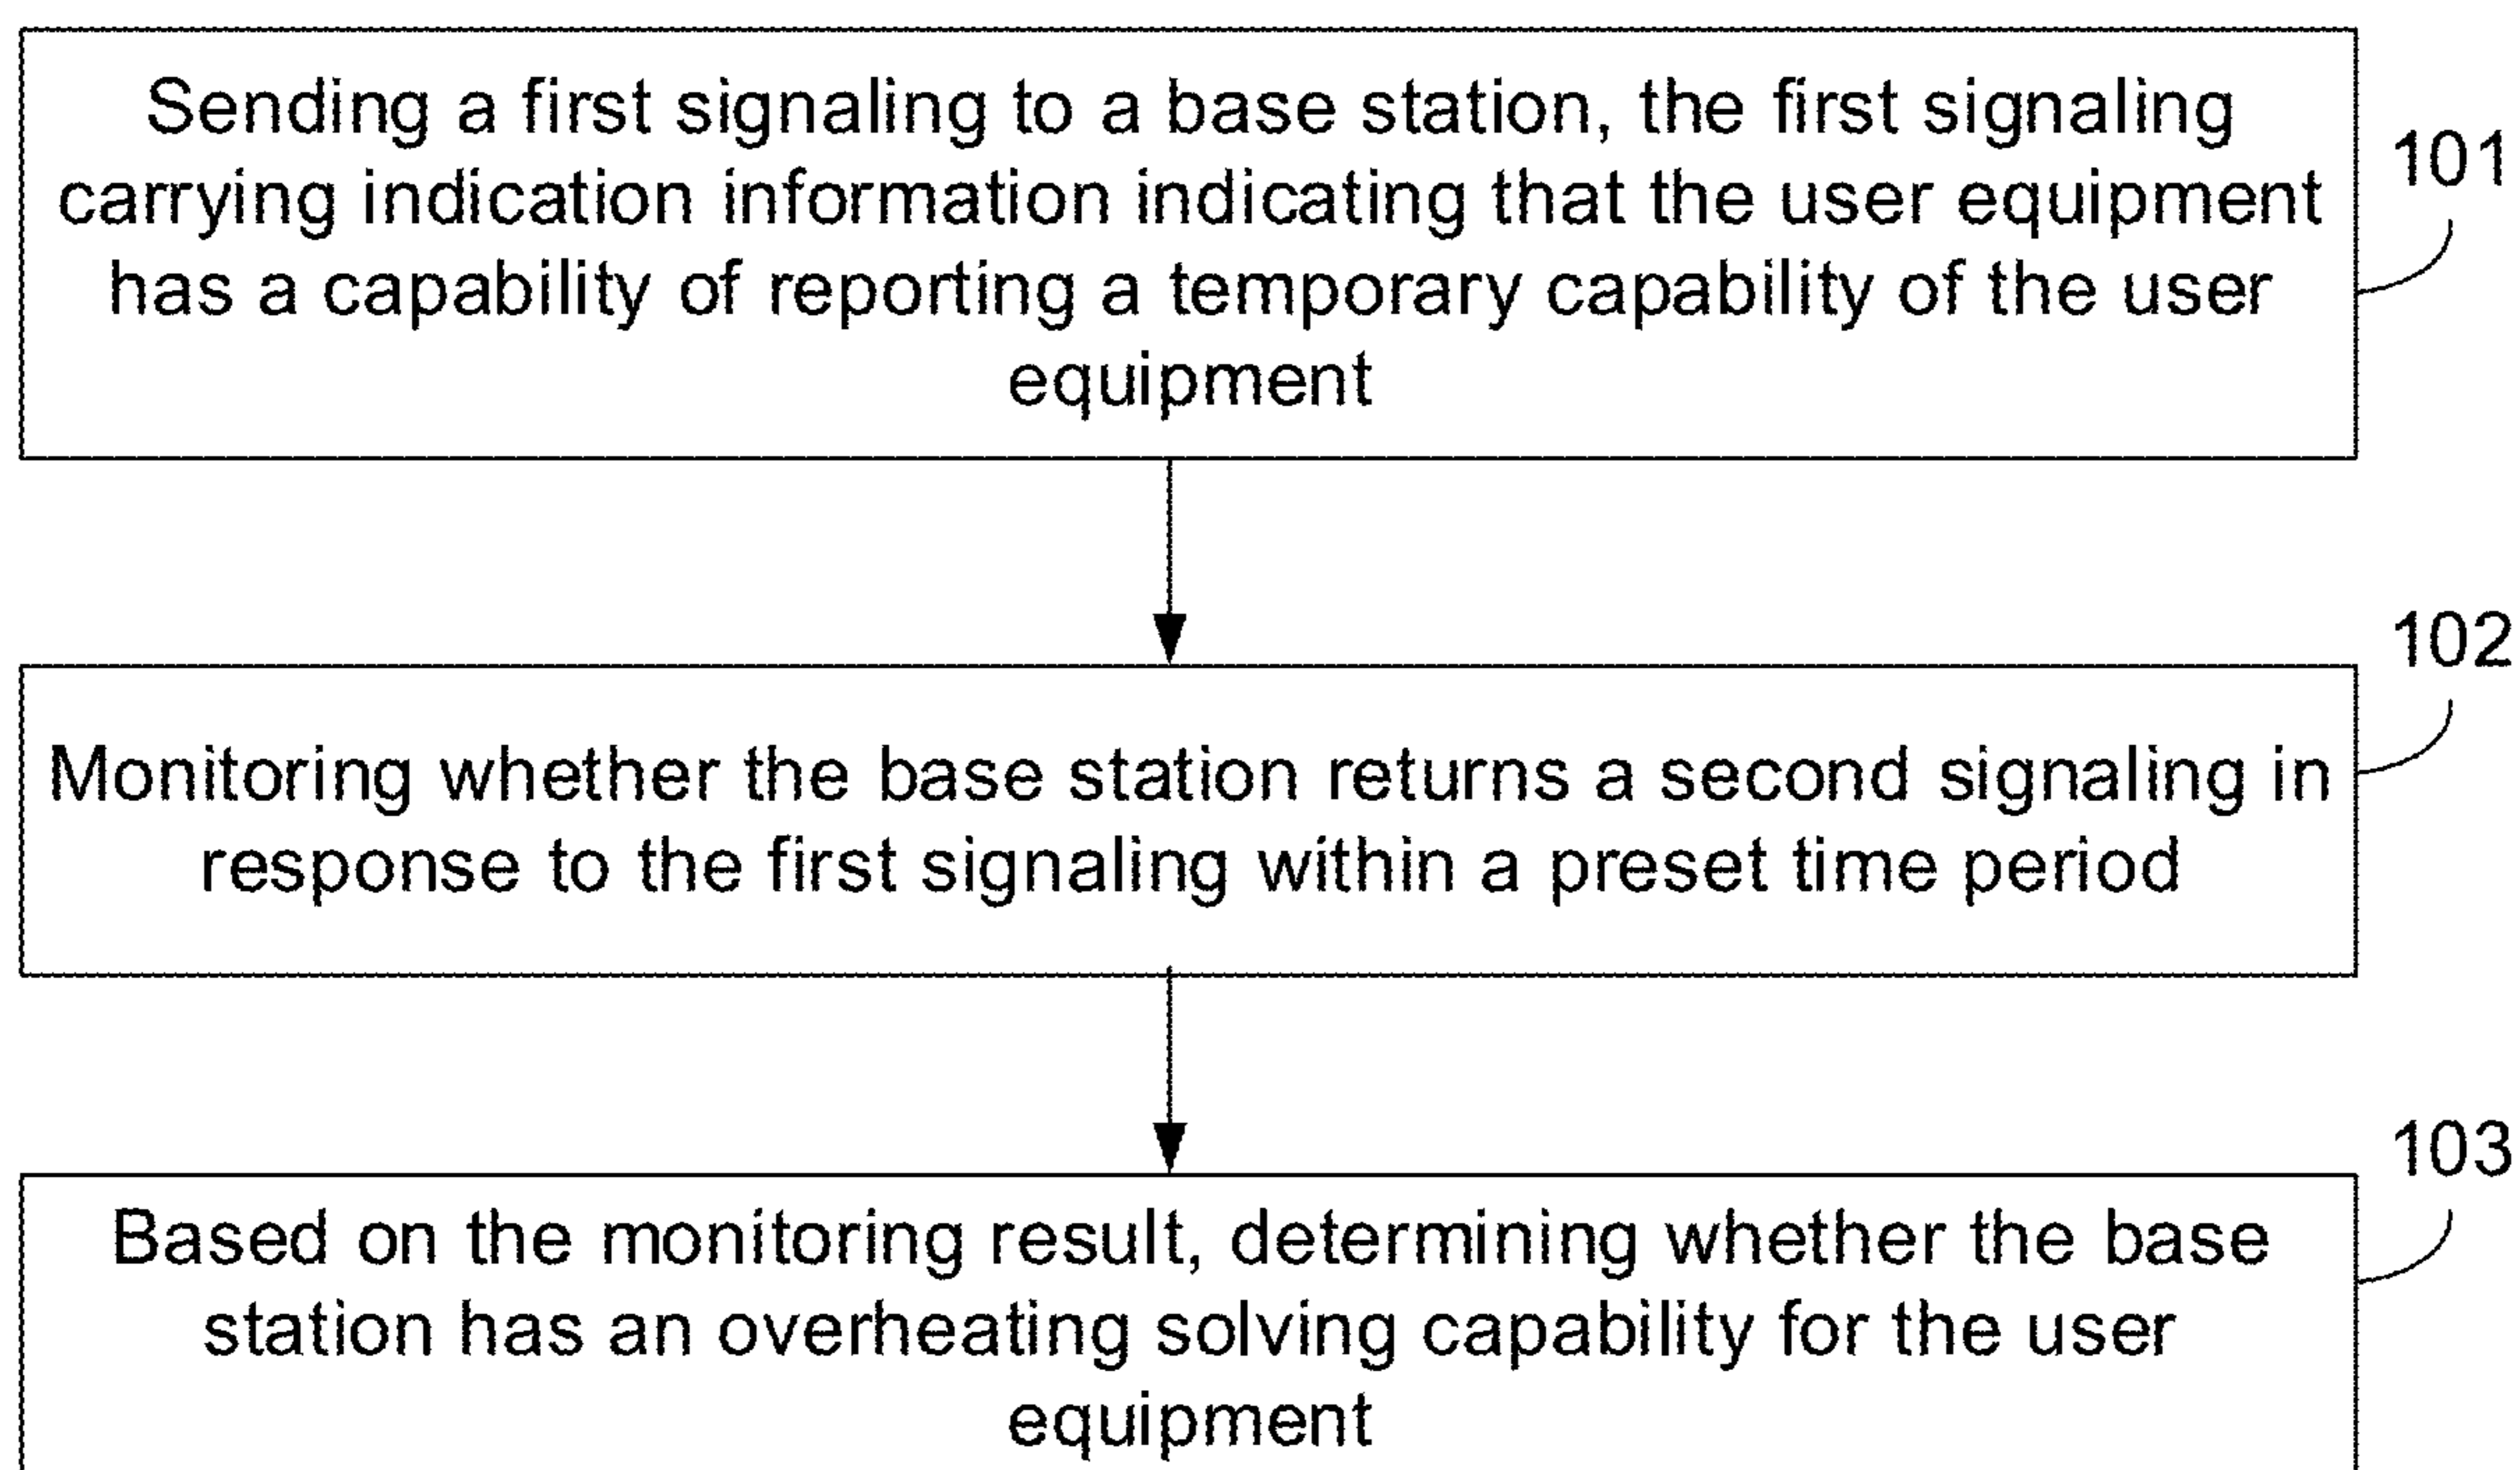 Sending a first signaling to a base station, the first signaling
carrying indication information indicating that the user equipment
has a capability of reporting a temporary capability of the user
equipment
101
102
Monitoring whether the base station returns a second signaling in
response to the first signaling within a preset time period
103
Based on the monitoring result, determining whether the base
station has an overheating solving capability for the user
equipment